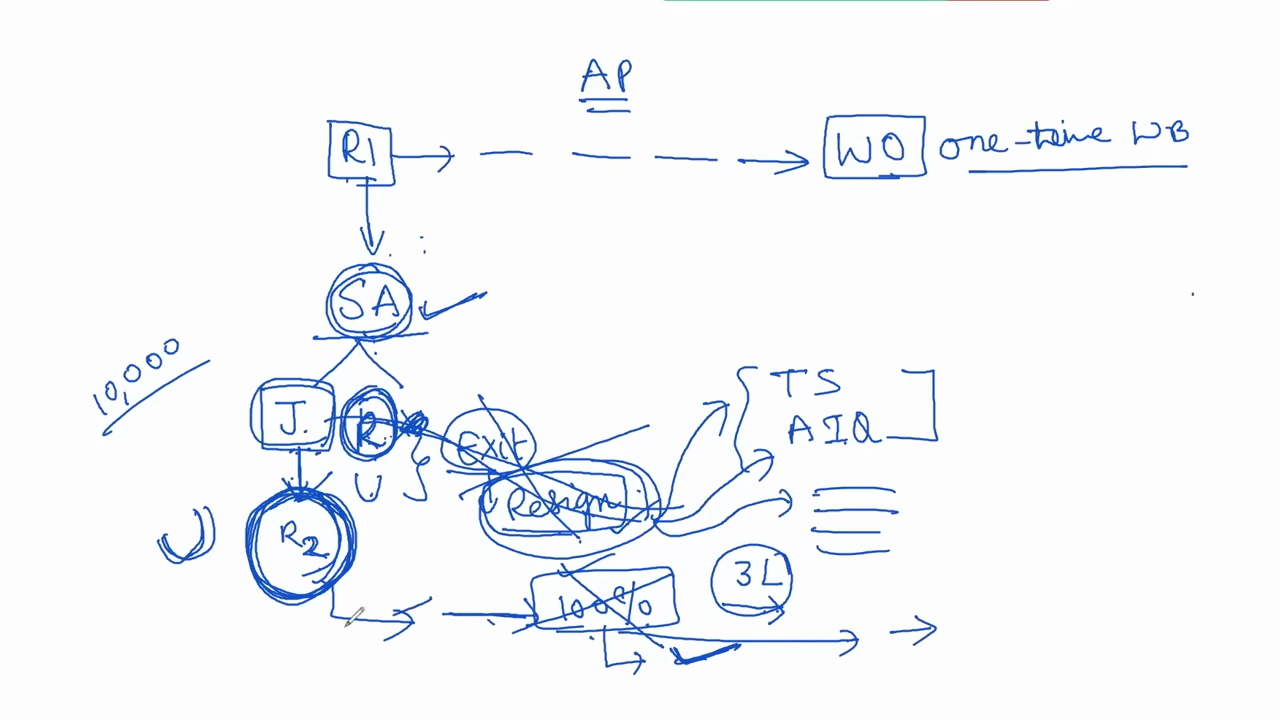 AP
R1
WO one-time WB
SA
10,000
J.
R
Exit
U S
TS
AIQ
Resign
R2
100%
3L